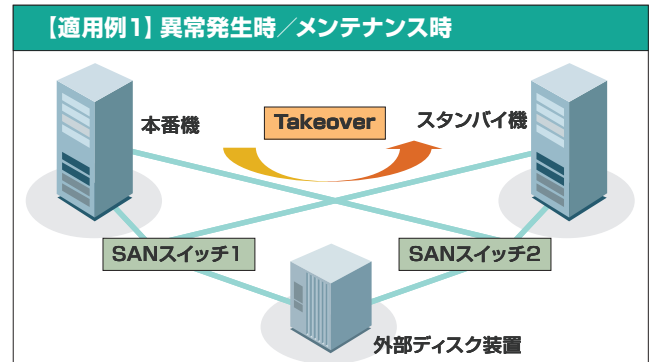 【適用例1】異常発生時／メンテナンス時
本番機
Takeover
スタンバイ機
SANスイッチ1
SANスイッチ2
外部ディスク装置